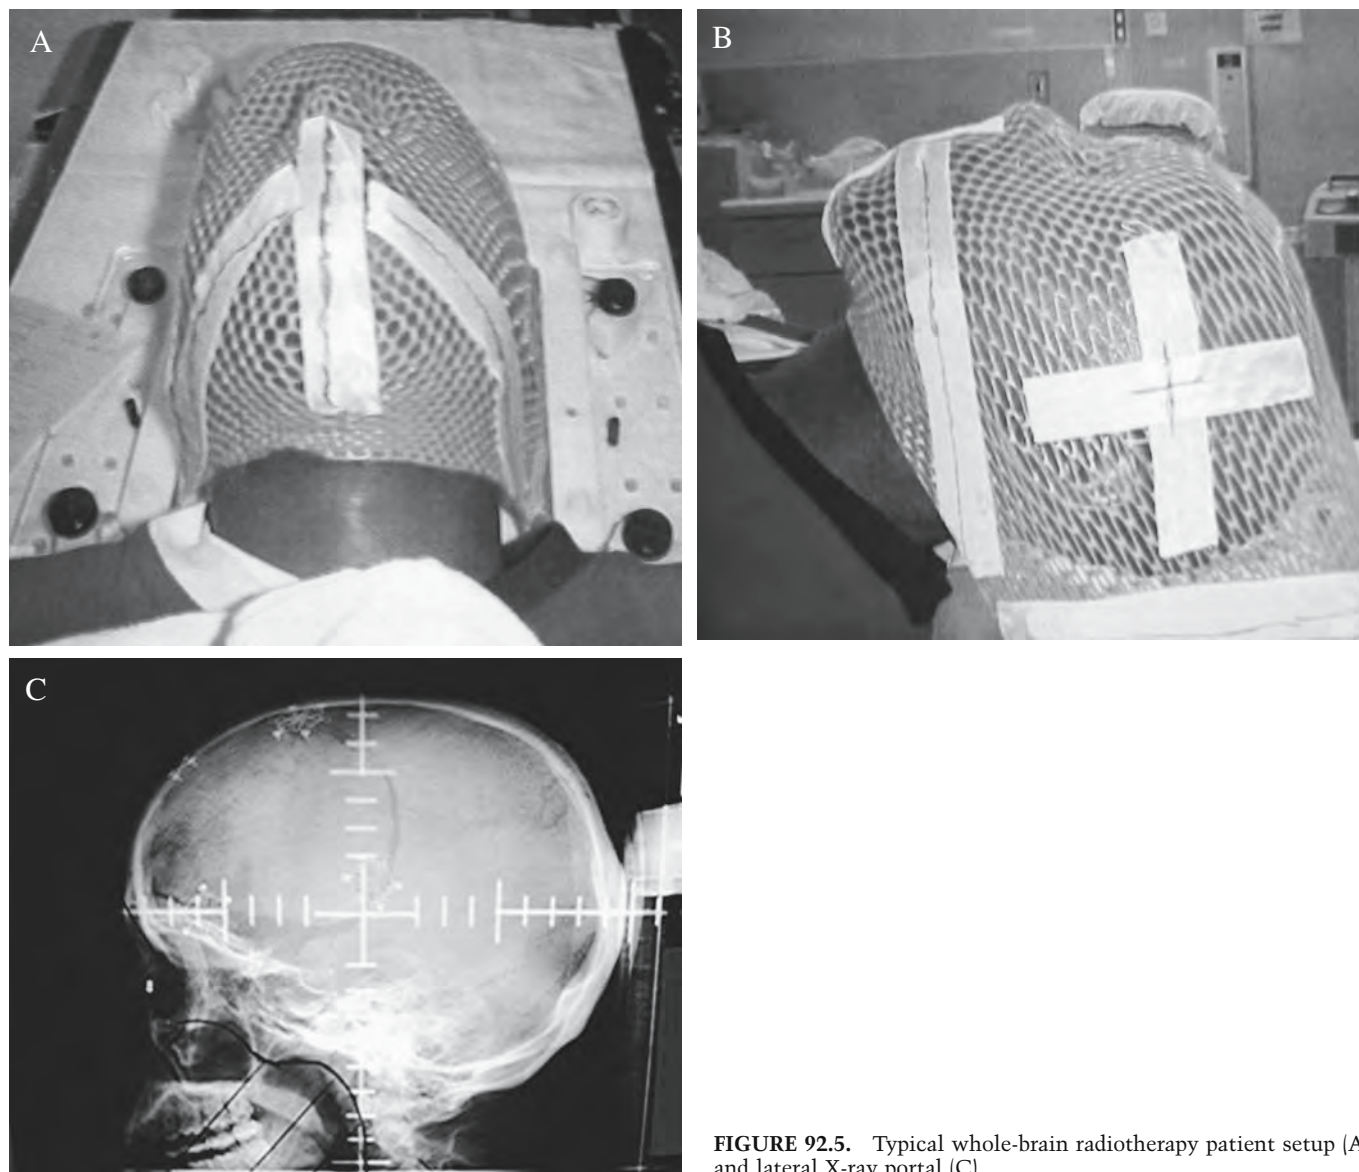 A
B
C
FIGURE 92.5. Typical whole-brain radiotherapy patient setup (A
and lateral X-ray portal (C)